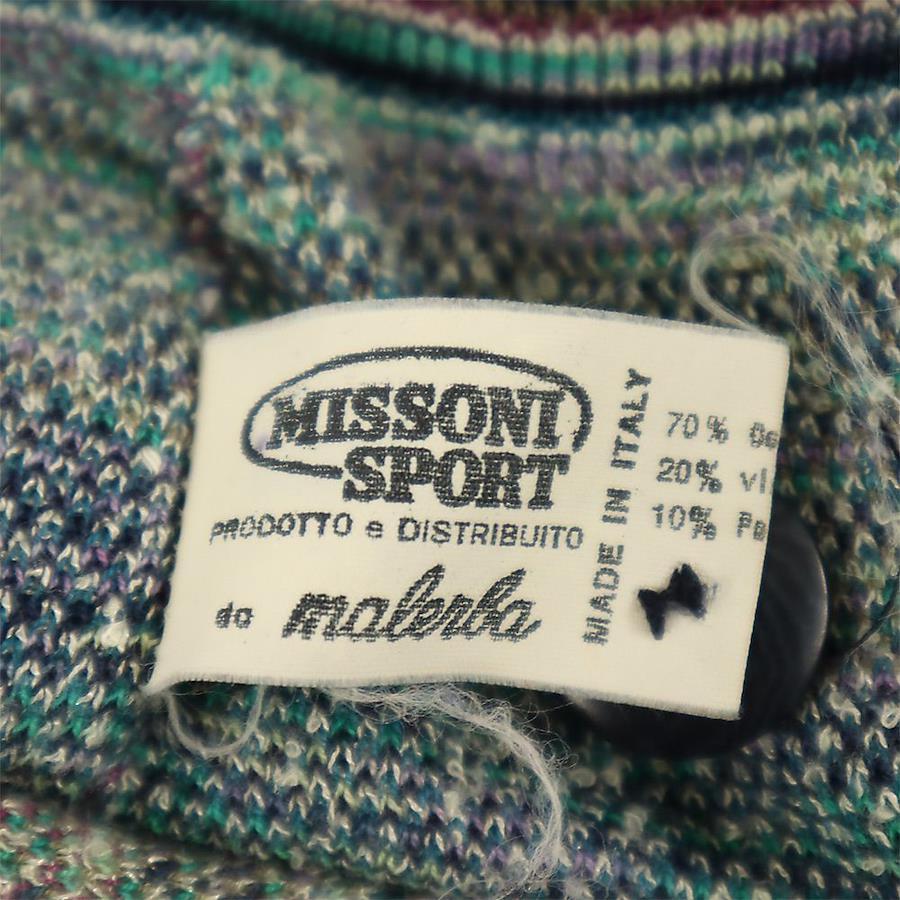 MISSONI
SPORT
PRODOTTO e DISTRIBUITO
da malerba
MADE IN ITALY
70%
20%
10%